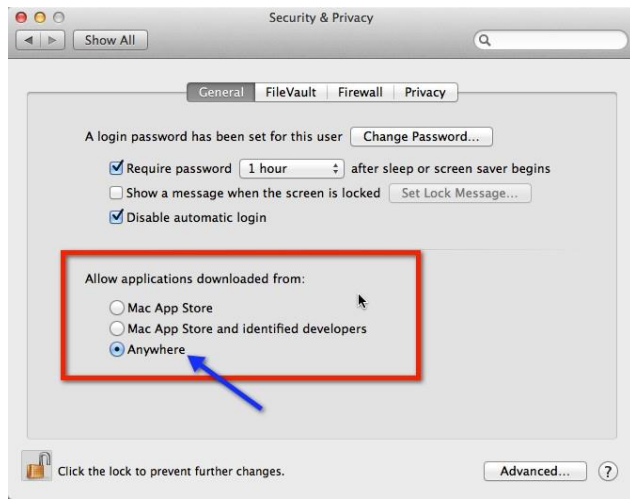 Security & Privacy
Show All
General FileVault Firewall Privacy
A login password has been set for this user Change Password...
Require password 1 hour after sleep or screen saver begins
Show a message when the screen is locked Set Lock Message...
Disable automatic login
Allow applications downloaded from:
Mac App Store
Mac App Store and identified developers
Anywhere
Click the lock to prevent further changes. Advanced... ?